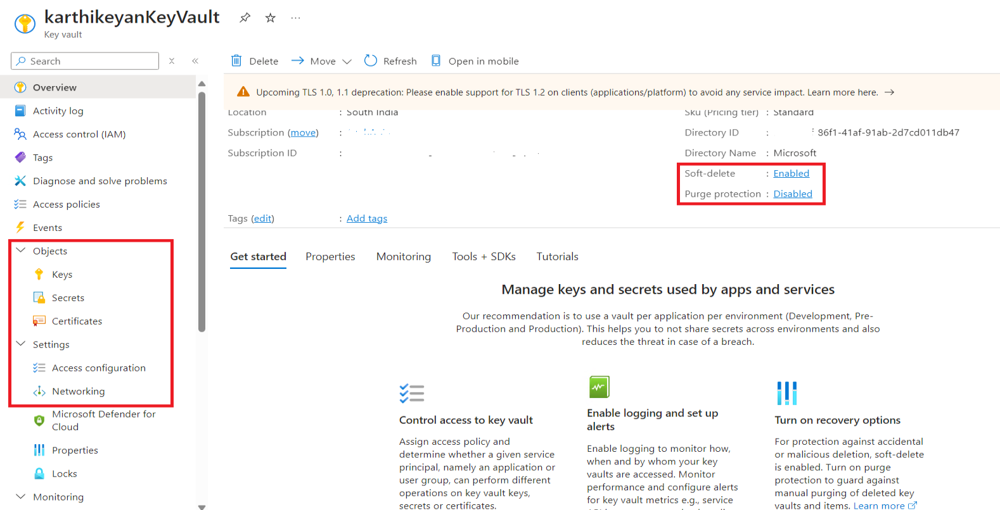 karthikeyanKeyVault
Key vault
Search
Delete
Move
Refresh
Open in mobile
Overview
Activity log
Access control (IAM)
Tags
Diagnose and solve problems
Access policies
Events
Objects
Keys
Secrets
Certificates
Settings
Access configuration
Networking
Microsoft Defender for
Cloud
Properties
Locks
Monitoring
Upcoming TLS 1.0, 1.1 deprecation: Please enable support for TLS 1.2 on clients (applications/platform) to avoid any service impact. Learn more here. →
Location : South India
Subscription (move) :
Subscription ID :
Sku (Pricing tier) : Standard
Directory ID : 86f1-41af-91ab-2d7cd011db47
Directory Name : Microsoft
Soft-delete : Enabled
Purge protection : Disabled
Tags (edit) : Add tags
Get started
Properties
Monitoring
Tools + SDKs
Tutorials
Manage keys and secrets used by apps and services
Our recommendation is to use a vault per application per environment (Development, Pre-
Production and Production). This helps you to not share secrets across environments and also
reduces the threat in case of a breach.
Control access to key vault
Assign access policy and
determine whether a given service
principal, namely an application or
user group, can perform different
operations on key vault keys,
secrets or certificates.
Enable logging and set up
alerts
Enable logging to monitor how,
when and by whom your key
vaults are accessed. Monitor
performance and configure alerts
for key vault metrics e.g., service
Turn on recovery options
For protection against accidental
or malicious deletion, soft-delete
is enabled. Turn on purge
protection to guard against
manual purging of deleted key
vaults and items. Learn more